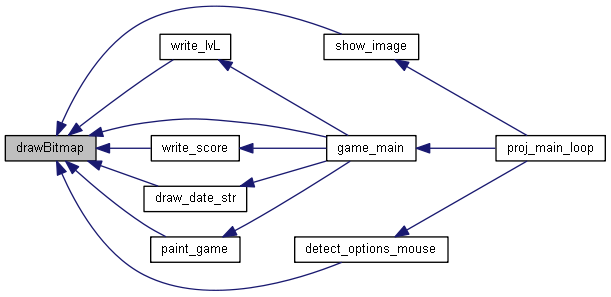 write_lvL
show_image
drawBitmap
write_score
game_main
proj_main_loop
draw_date_str
paint_game
detect_options_mouse